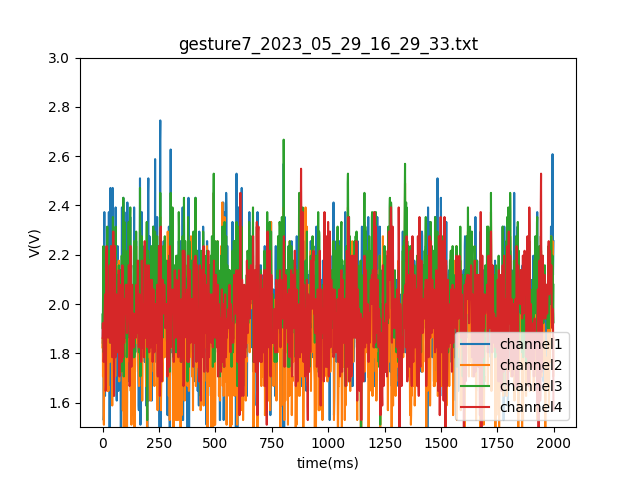 gesture7_2023_05_29_16_29_33.txt
3.0
2.8
2.6
2.4
2.2
2.0
1.8
1.6
V(V)
channel1
channel2
channel3
channel4
0 250 500 750 1000 1250 1500 1750 2000
time(ms)